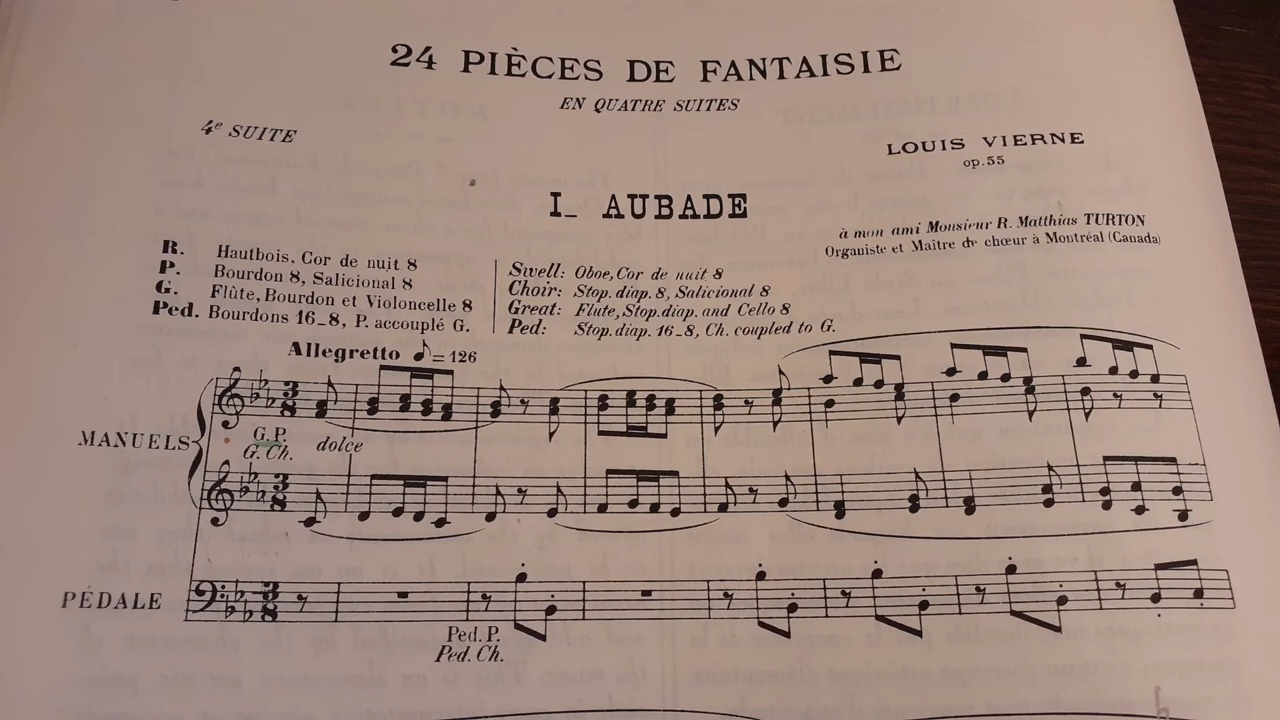 24 PIÈCES DE FANTAISIE
EN QUATRE SUITES
4e SUITE
LOUIS VIERNE
op.55
I_ AUBADE
à mon ami Monsieur R. Matthias TURTON
Organiste et Maître de chœur à Montréal (Canada)
R. Hautbois, Cor de nuit 8
P. Bourdon 8, Salicional 8
G. Flûte, Bourdon et Violoncelle 8
Ped. Bourdons 16_8, P. accouplé G.
Swell: Oboe, Cor de nuit 8
Choir: Stop. diap. 8, Salicional 8
Great: Flute, Stop. diap. and Cello 8
Ped: Stop. diap. 16_8, Ch. coupled to G.
Allegretto ♪= 126
MANUELS
G.P.
G.Ch.
dolce
PÉDALE
Ped. P.
Ped. Ch.